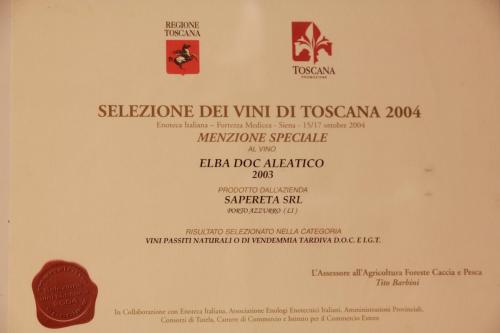 REGIONE
TOSCANA
TOSCANA
PROMOZIONE
SELEZIONE DEI VINI DI TOSCANA 2004
Enoteca Italiana - Fortezza Medicea - Siena - 15/17 ottobre 2004
MENZIONE SPECIALE
AL VINO
ELBA DOC ALEATICO
2003
PRODOTTO DALL'AZIENDA
SAPERETA SRL
PORTO AZZURRO ( LI )
RISULTATO SELEZIONATO NELLA CATEGORIA
VINI PASSITI NATURALI O DI VENDEMMIA TARDIVA D.O.C. E I.G.T.
L'Assessore all'Agricoltura Foreste Caccia e Pesca
Tito Barbini
In Collaborazione con Enoteca Italiana, Associazione Enologi Enotecnici Italiani, Amministrazioni Provinciali,
Consorzi di Tutela, Camere di Commercio e Istituto per il Commercio Estero